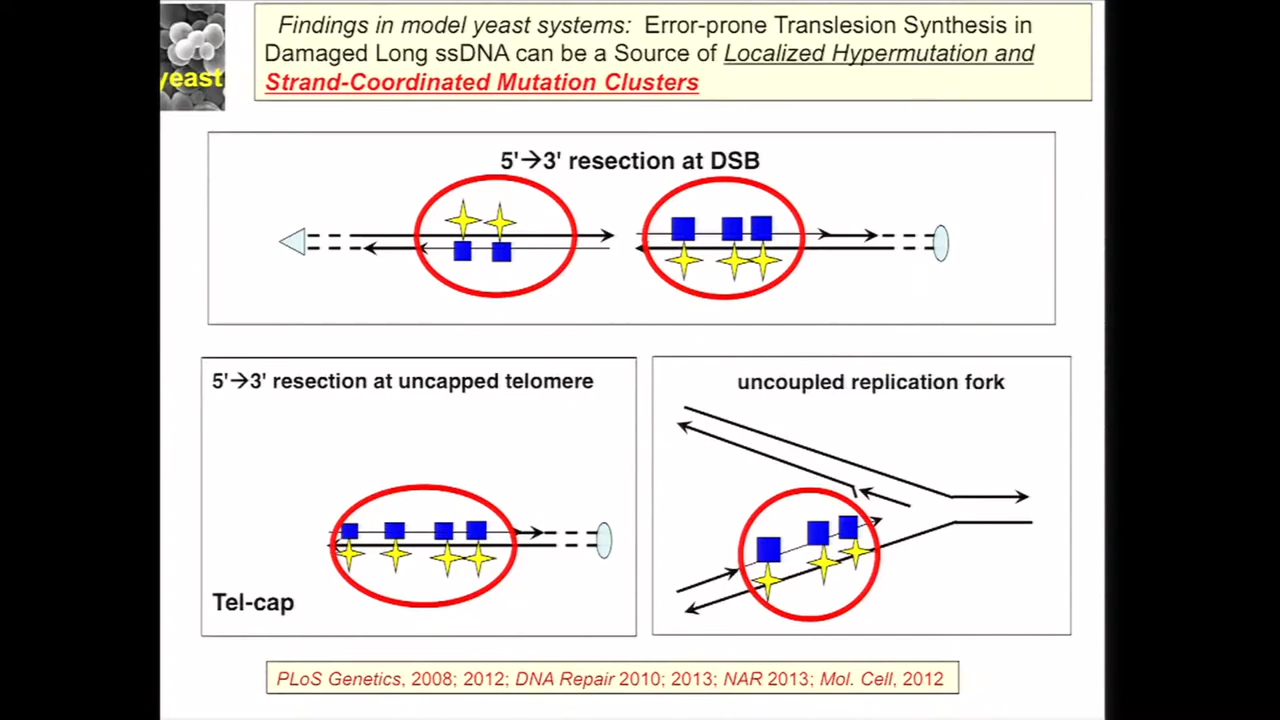 Findings in model yeast systems: Error-prone Translesion Synthesis in
Damaged Long ssDNA can be a Source of Localized Hypermutation and
Strand-Coordinated Mutation Clusters
yeast
5'→3' resection at DSB
5'→3' resection at uncapped telomere
Tel-cap
uncoupled replication fork
PLoS Genetics, 2008; 2012; DNA Repair 2010; 2013; NAR 2013; Mol. Cell, 2012